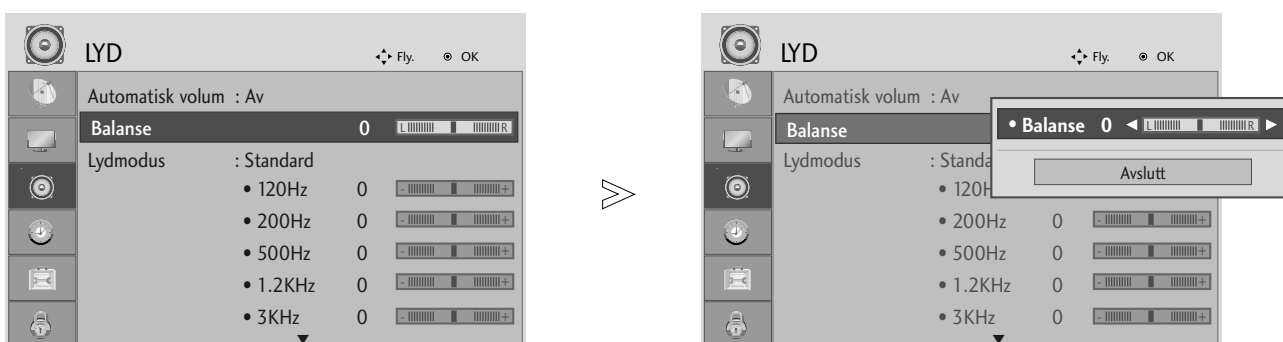 LYD
Fly. OK
Automatisk volum : Av
Balanse 0 L R
Lydmodus : Standard
• 120Hz 0 - +
• 200Hz 0 - +
• 500Hz 0 - +
• 1.2KHz 0 - +
• 3KHz 0 - +
LYD
Fly. OK
Automatisk volum : Av
Balanse
• Balanse 0 L R
Lydmodus : Standa
Avslutt
• 120H
• 200Hz 0 - +
• 500Hz 0 - +
• 1.2KHz 0 - +
• 3KHz 0 - +